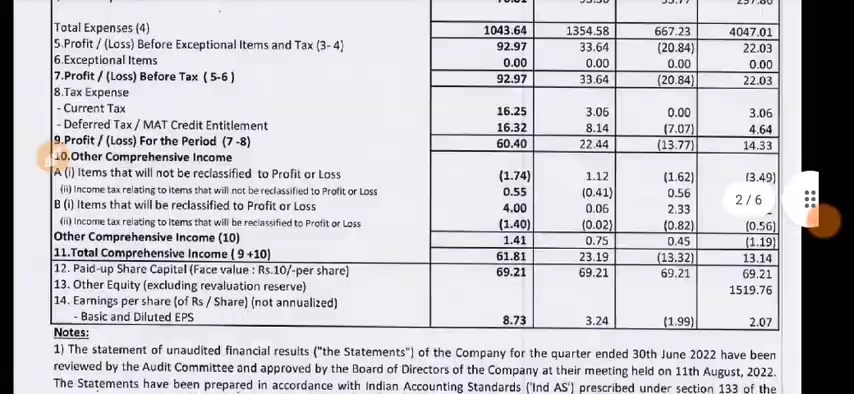 Total Expenses (4) 1043.64 1354.58 667.23 4047.01
5.Profit / (Loss) Before Exceptional Items and Tax (3-4) 92.97 33.64 (20.84) 22.03
6.Exceptional Items 0.00 0.00 0.00 0.00
7.Profit / (Loss) Before Tax ( 5-6 ) 92.97 33.64 (20.84) 22.03
8.Tax Expense
- Current Tax 16.25 3.06 0.00 3.06
- Deferred Tax / MAT Credit Entitlement 16.32 8.14 (7.07) 4.64
9.Profit / (Loss) For the Period (7 -8) 60.40 22.44 (13.77) 14.33
10.Other Comprehensive Income
A (i) Items that will not be reclassified to Profit or Loss (1.74) 1.12 (1.62) (3.49)
(ii) Income tax relating to items that will not be reclassified to Profit or Loss 0.55 (0.41) 0.56
B (i) Items that will be reclassified to Profit or Loss 4.00 0.06 2.33
2 / 6
(ii) Income tax relating to Items that will be reclassified to Profit or Loss (1.40) (0.02) (0.82) (0.56)
Other Comprehensive Income (10) 1.41 0.75 0.45 (1.19)
11.Total Comprehensive Income ( 9 +10) 61.81 23.19 (13.32) 13.14
12. Paid-up Share Capital (Face value : Rs.10/-per share) 69.21 69.21 69.21 69.21
13. Other Equity (excluding revaluation reserve) 1519.76
14. Earnings per share (of Rs / Share) (not annualized)
- Basic and Diluted EPS 8.73 3.24 (1.99) 2.07
Notes:
1) The statement of unaudited financial results ("the Statements") of the Company for the quarter ended 30th June 2022 have been
reviewed by the Audit Committee and approved by the Board of Directors of the Company at their meeting held on 11th August, 2022.
The Statements have been prepared in accordance with Indian Accounting Standards ('Ind AS') prescribed under section 133 of the